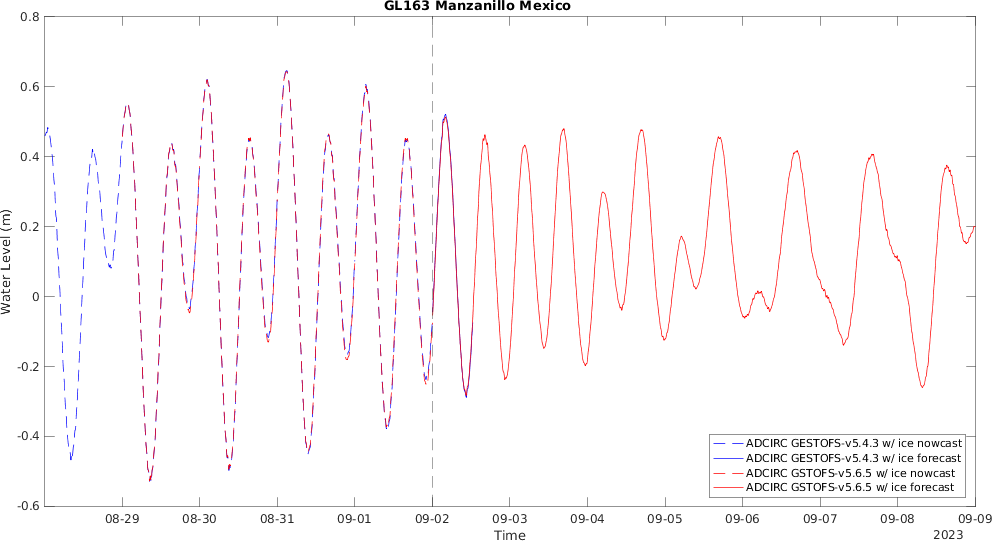 GL163 Manzanillo Mexico
0.8
0.6
0.4
0.2
0
-0.2
-0.4
-0.6
Water Level (m)
ADCIRC GESTOFS-v5.4.3 w/ ice nowcast
ADCIRC GESTOFS-v5.4.3 w/ ice forecast
ADCIRC GSTOFS-v5.6.5 w/ ice nowcast
ADCIRC GSTOFS-v5.6.5 w/ ice forecast
08-29 08-30 08-31 09-01 09-02 09-03 09-04 09-05 09-06 09-07 09-08 09-09
Time
2023